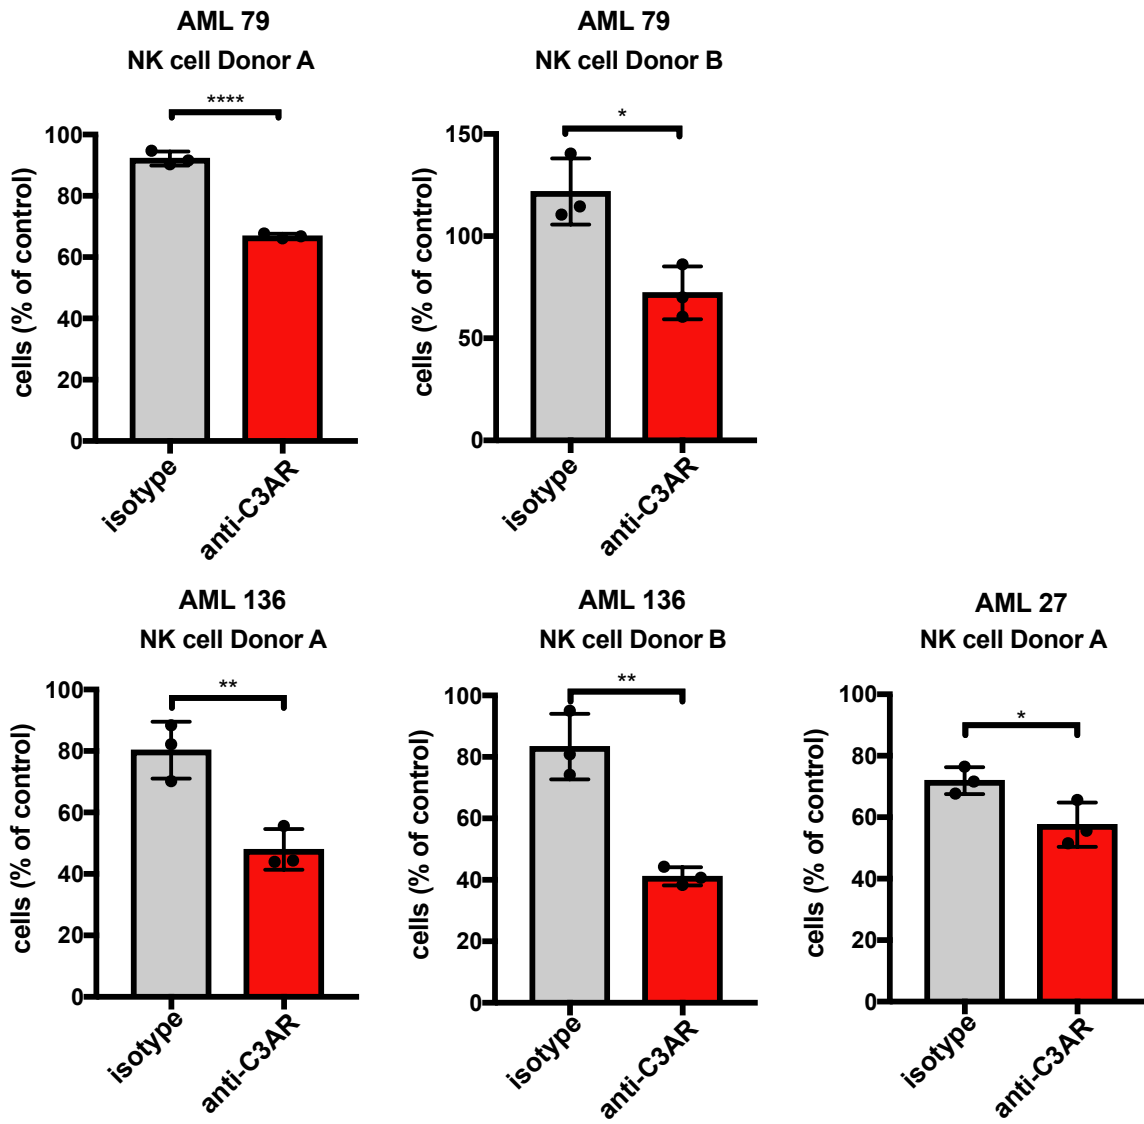 AML 79
NK cell Donor A
****
cells (% of control)
100
80
60
40
20
0
isotype
anti-C3AR
AML 79
NK cell Donor B
*
cells (% of control)
150
100
50
0
isotype
anti-C3AR
AML 136
NK cell Donor A
**
cells (% of control)
100
80
60
40
20
0
isotype
anti-C3AR
AML 136
NK cell Donor B
**
cells (% of control)
100
80
60
40
20
0
isotype
anti-C3AR
AML 27
NK cell Donor A
*
cells (% of control)
100
80
60
40
20
0
isotype
anti-C3AR